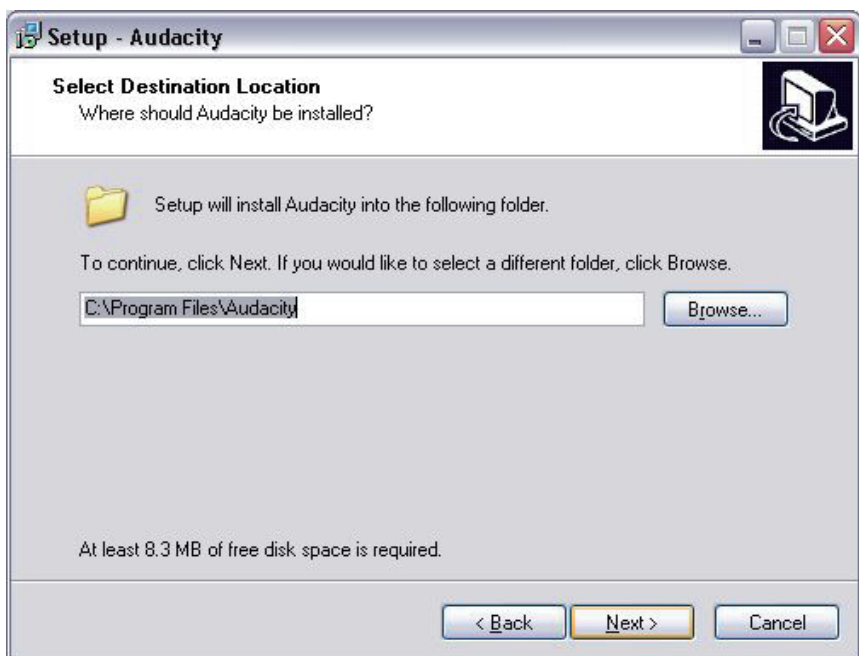 Setup - Audacity
Select Destination Location
Where should Audacity be installed?
Setup will install Audacity into the following folder.
To continue, click Next. If you would like to select a different folder, click Browse.
C:\Program Files\Audacity
Browse...
At least 8.3 MB of free disk space is required.
< Back
Next >
Cancel